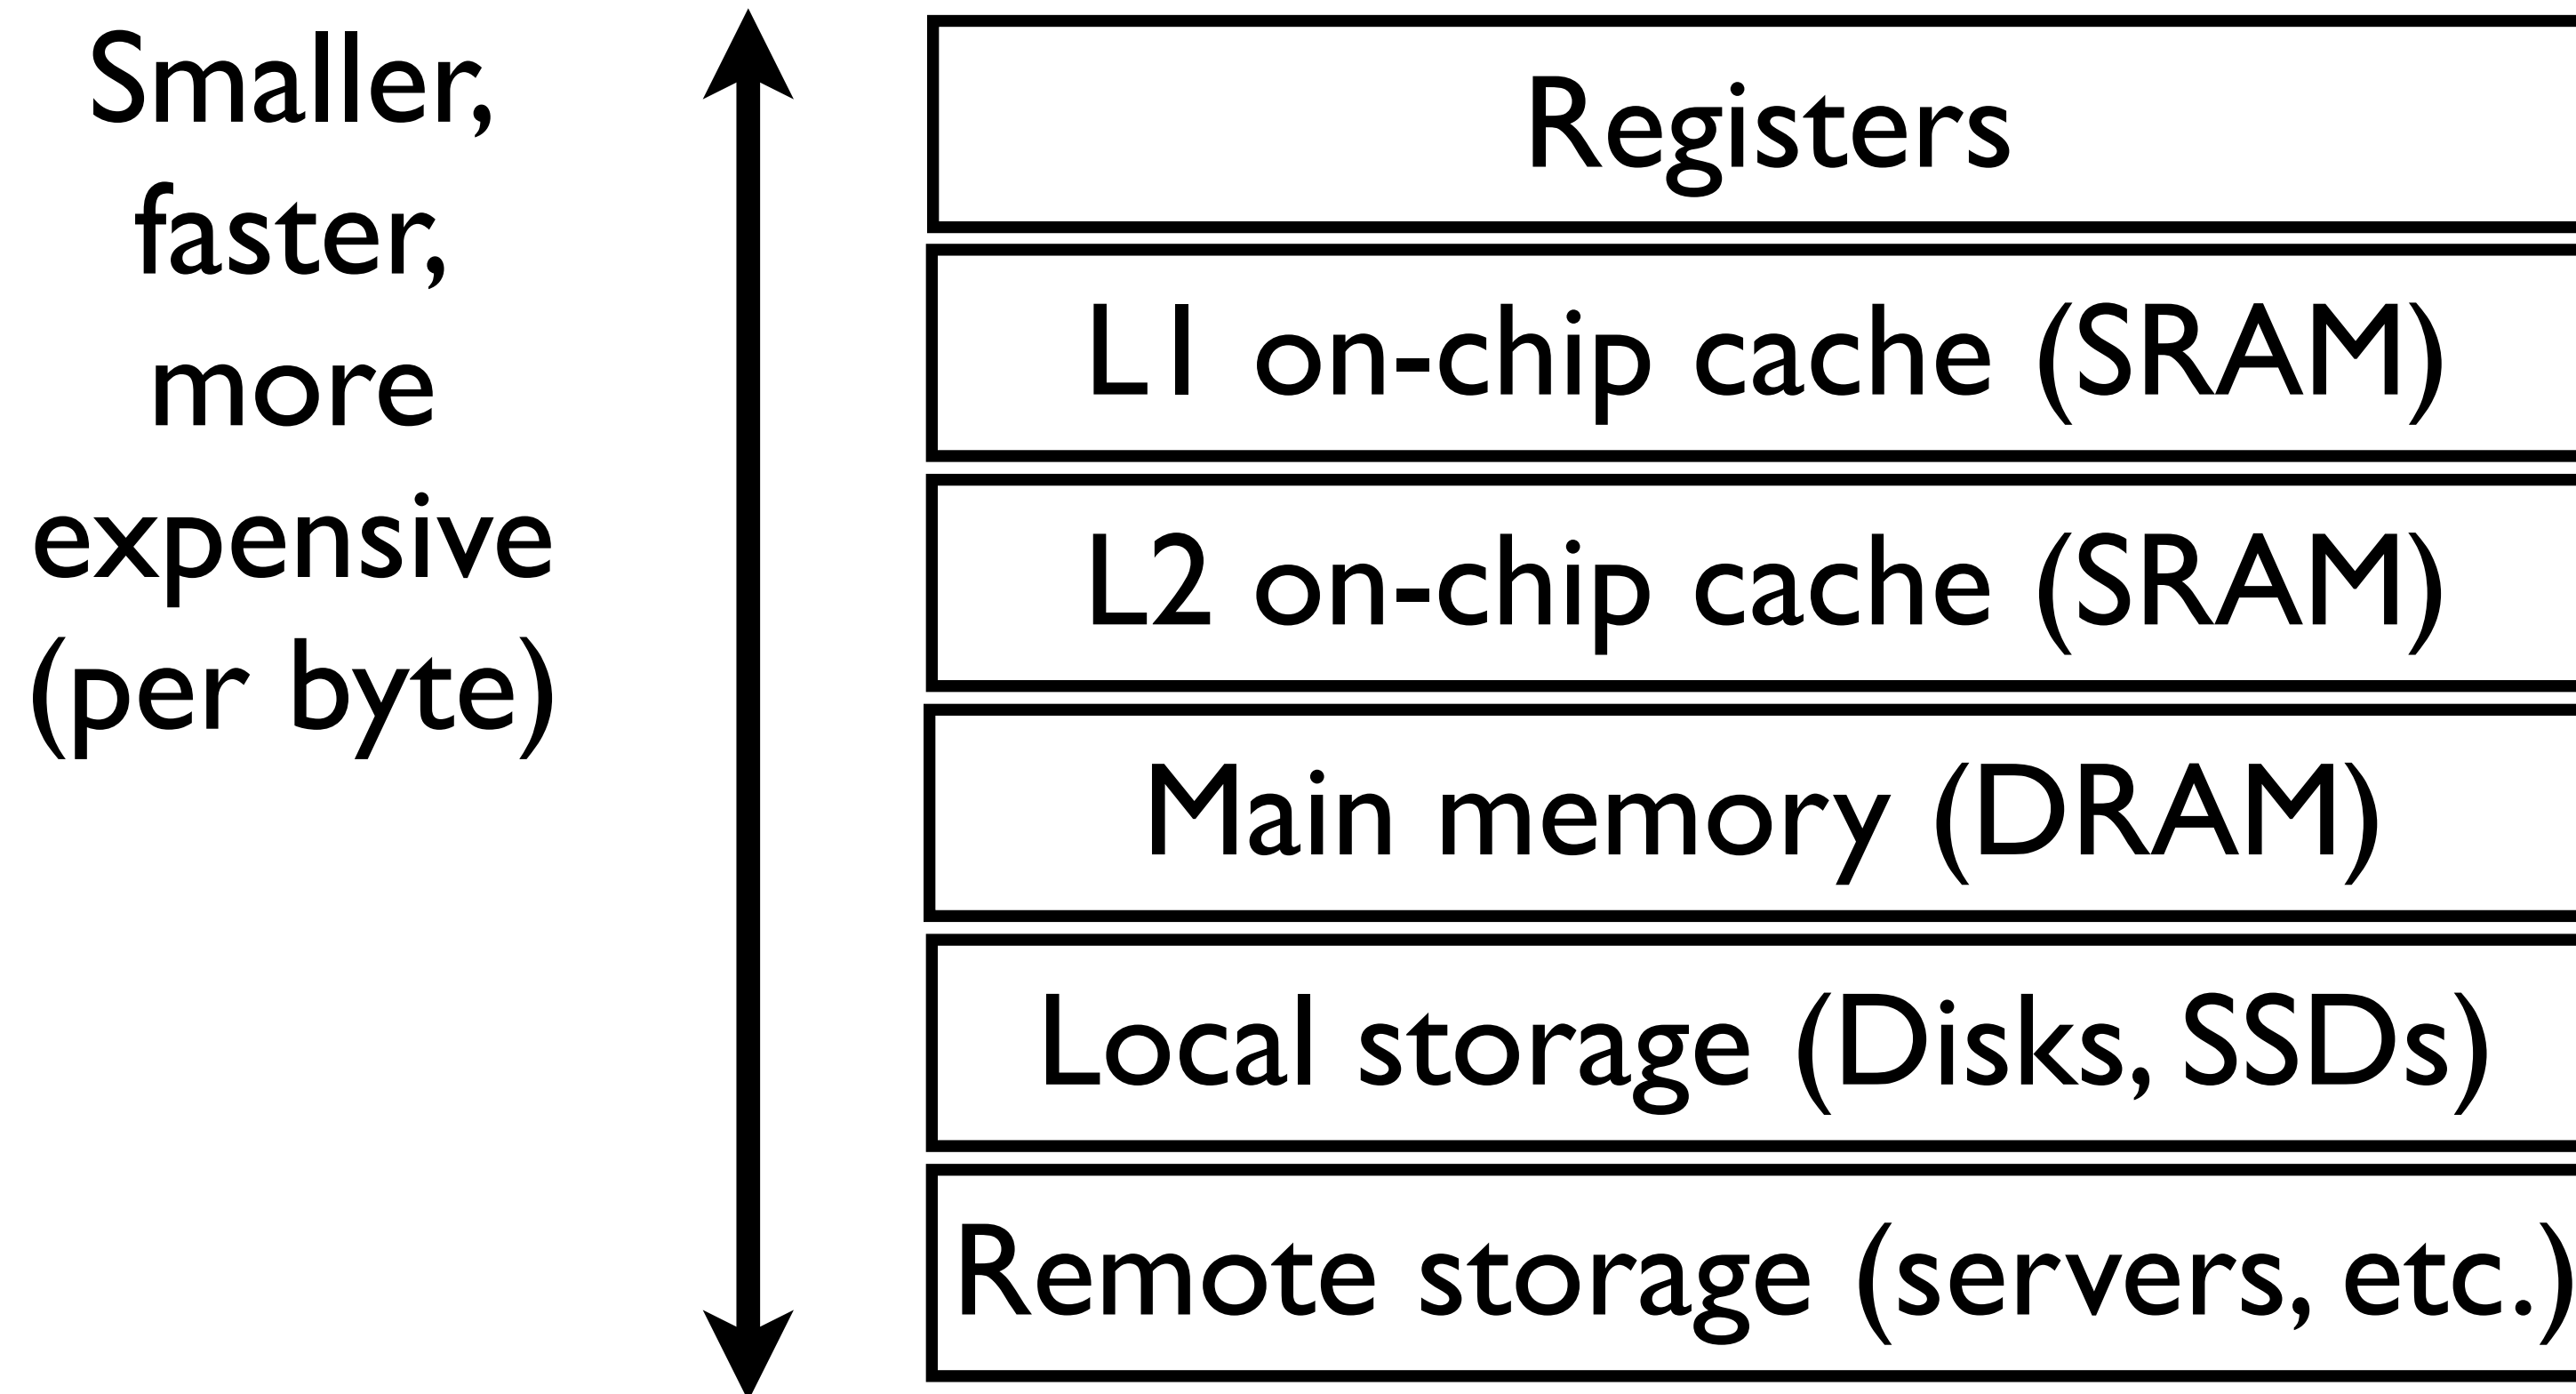 Smaller,
faster,
more
expensive
(per byte)
Registers
L1 on-chip cache (SRAM)
L2 on-chip cache (SRAM)
Main memory (DRAM)
Local storage (Disks, SSDs)
Remote storage (servers, etc.)